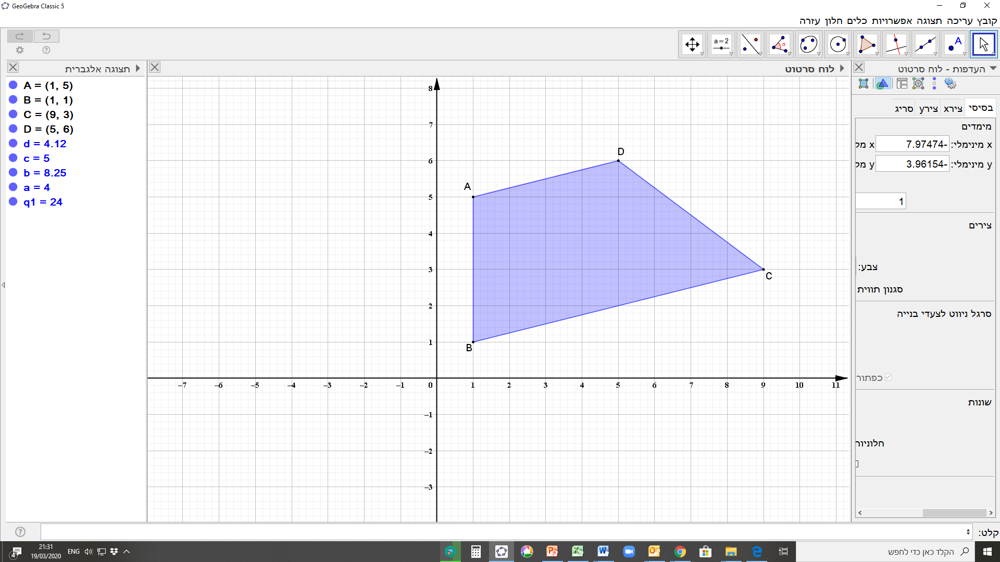 GeoGebra Classic 5
קובץ עריכה תצוגה אפשרויות כלים חלון עזרה
a=2
α
A
תצוגה אלגברית
לוח סרטוט
העדפות - לוח סרטוט
A = (1, 5)
B = (1, 1)
C = (9, 3)
D = (5, 6)
d = 4.12
c = 5
b = 8.25
a = 4
q1 = 24
8
7
6
5
4
3
2
1
–7 –6 –5 –4 –3 –2 –1 0 1 2 3 4 5 6 7 8 9 10 11
–1
–2
–3
A
B
C
D
בסיסי צירx צירy סריג
מימדים
x מינימלי: -7.97474 x
y מינימלי: -3.96154 y
1
צירים
צבע:
סגנון תווית
סרגל ניווט לצעדי בנייה
כפתור
שונות
קלט:
21:31
19/03/2020
ENG
4
הקלד כאן כדי לחפש